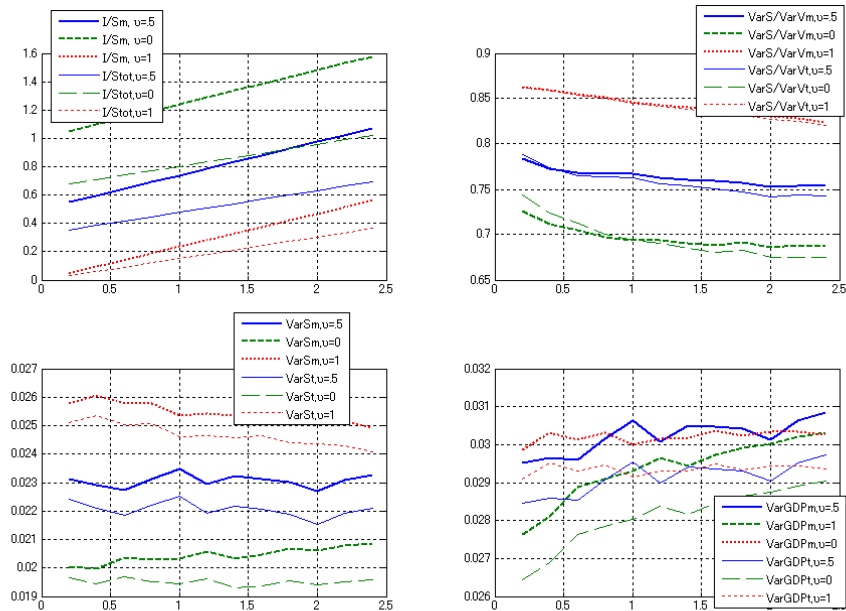 I/Sm, υ=.5
I/Sm, υ=0
I/Sm, υ=1
I/Stot,υ=.5
I/Stot,υ=0
I/Stot,υ=1
1.6
1.4
1.2
1
0.8
0.6
0.4
0.2
0
0 0.5 1 1.5 2 2.5
VarS/VarVm,υ=.5
VarS/VarVm,υ=0
VarS/VarVm,υ=1
VarS/VarVt,υ=.5
VarS/VarVt,υ=0
VarS/VarVt,υ=1
0.9
0.85
0.8
0.75
0.7
0.65
0 0.5 1 1.5 2 2.5
VarSm,υ=.5
VarSm,υ=0
VarSm,υ=1
VarSt,υ=.5
VarSt,υ=0
VarSt,υ=1
0.027
0.026
0.025
0.024
0.023
0.022
0.021
0.02
0.019
0 0.5 1 1.5 2 2.5
0.032
0.031
0.03
0.029
0.028
0.027
0.026
0 0.5 1 1.5 2 2.5
VarGDPm,υ=.5
VarGDPm,υ=1
VarGDPm,υ=0
VarGDPt,υ=.5
VarGDPt,υ=0
VarGDPt,υ=1